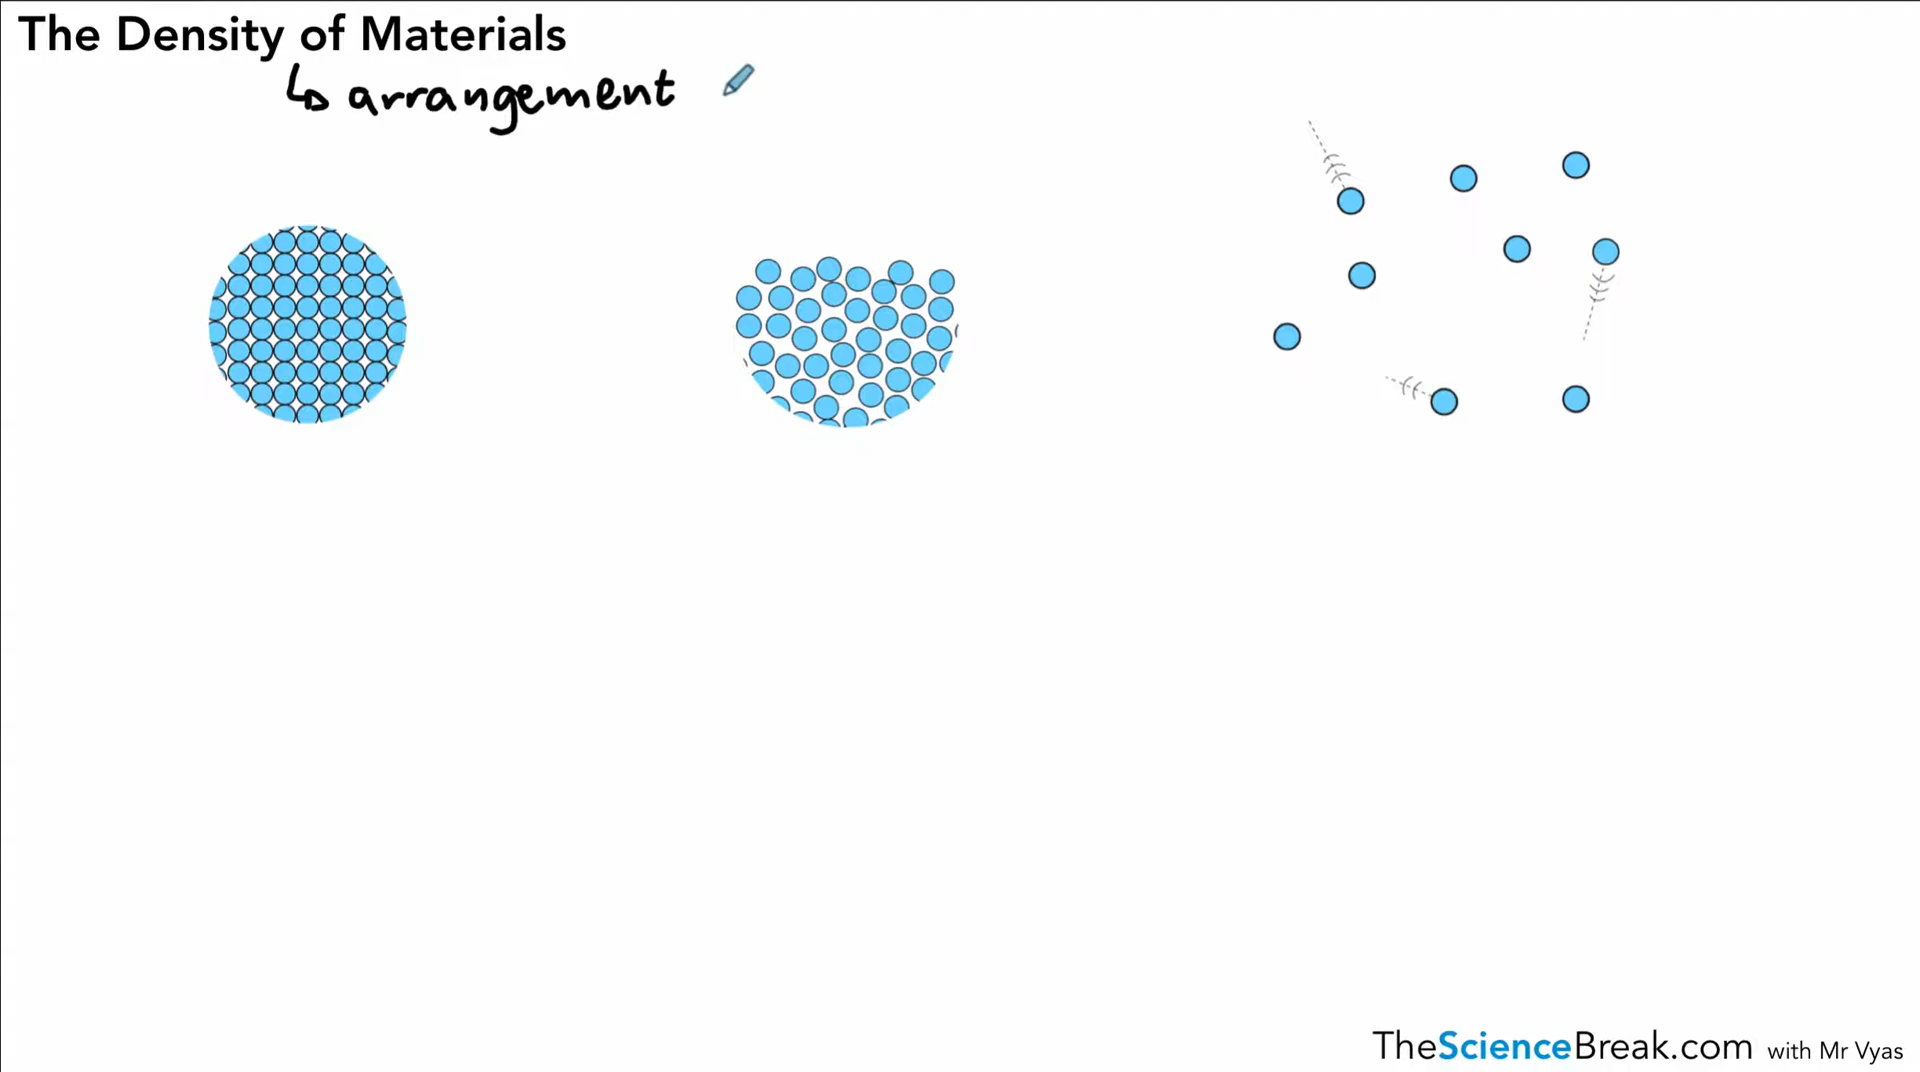 The Density of Materials
↳ arrangement
TheScienceBreak.com with Mr Vyas